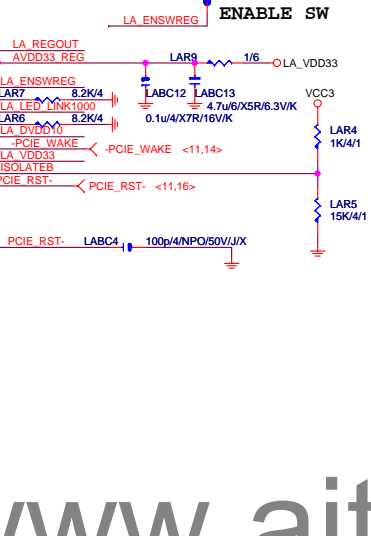 LA_ENSWREG ENABLE SW
LA_REGOUT
AVDD33_REG LAR9 1/6 LA_VDD33
LA_ENSWREG LABC12 LABC13
LAR7 8.2K/4 4.7u/6/X5R/6.3V/K VCC3
LA_LED_LINK1000 0.1u/4/X7R/16V/K
LAR6 8.2K/4
LA_DVDD10 LAR4
-PCIE_WAKE -PCIE_WAKE <11,14> 1K/4/1
LA_VDD33
ISOLATEB
PCIE_RST- PCIE_RST- <11,16>
LAR5
15K/4/1
PCIE_RST- LABC4 100p/4/NPO/50V/J/X
www.ait